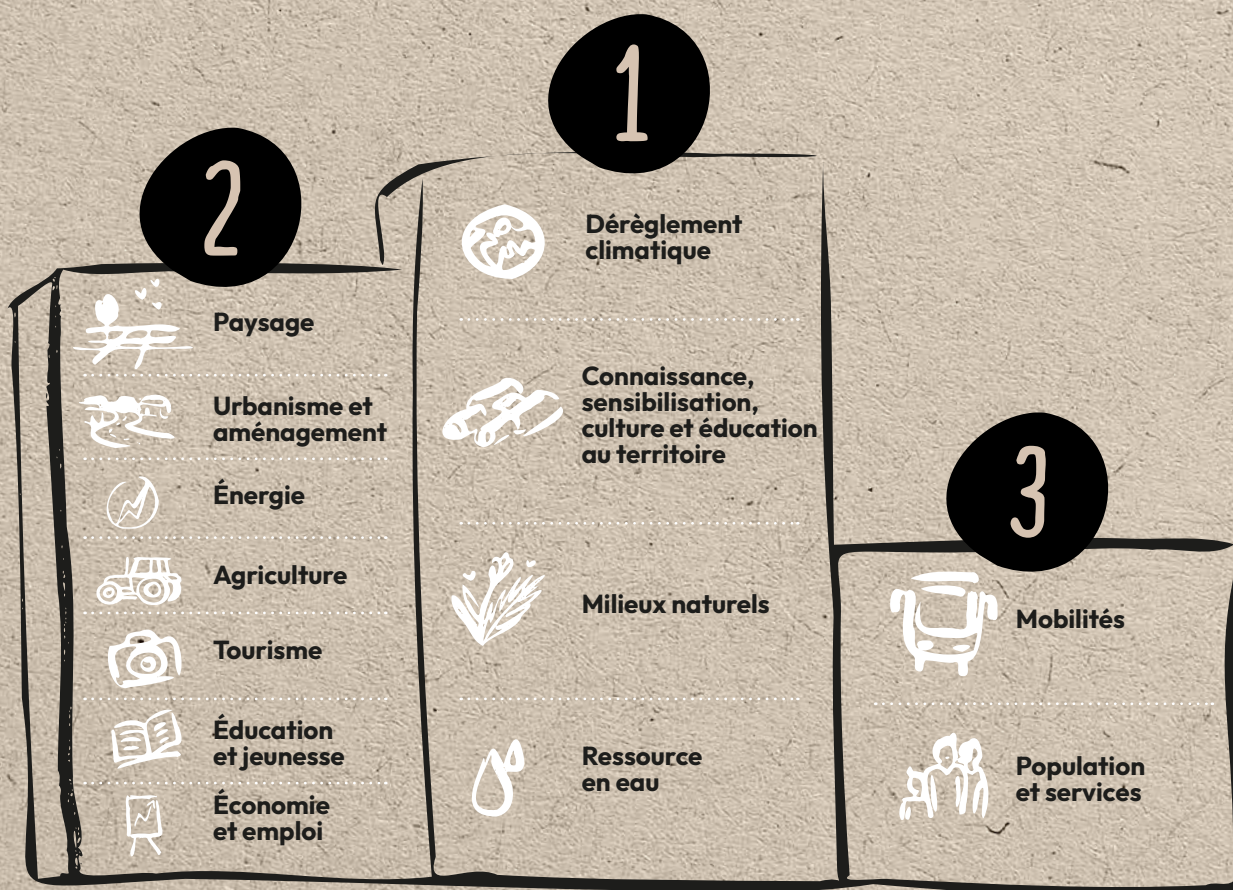 1
Dérèglement
climatique
Connaissance,
sensibilisation,
culture et éducation
au territoire
Milieux naturels
Ressource
en eau
2
Paysage
Urbanisme et
aménagement
Énergie
Agriculture
Tourisme
Éducation
et jeunesse
Économie
et emploi
3
Mobilités
Population
et services